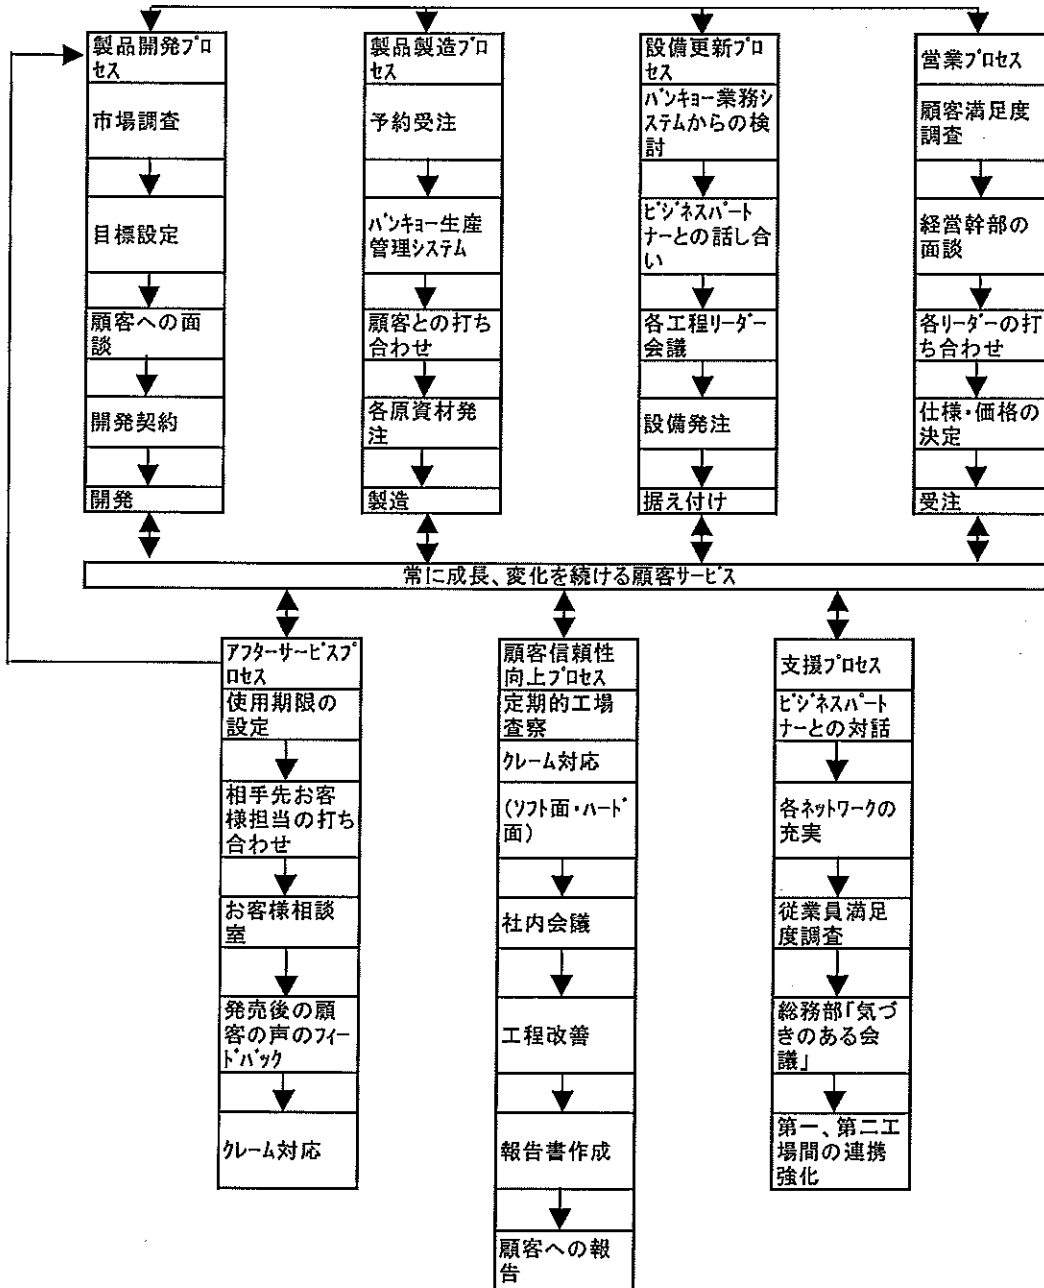 製品開発プロ
セス
市場調査
目標設定
顧客への面
談
開発契約
開発
製品製造プロ
セス
予約受注
バンキョー生産
管理システム
顧客との打ち
合わせ
各原資材発
注
製造
設備更新プロ
セス
バンキョー業務シ
ステムからの検
討
ビジネスパート
ナーとの話し合
い
各工程リーダー
会議
設備発注
据え付け
営業プロセス
顧客満足度
調査
経営幹部の
面談
各リーダーの打
ち合わせ
仕様・価格の
決定
受注
常に成長、変化を続ける顧客サービス
アフターサービスプ
ロセス
使用期限の
設定
相手先お客
様担当の打ち
合わせ
お客様相談
室
発売後の顧
客の声のフィー
ドバック
クレーム対応
顧客信頼性
向上プロセス
定期的工場
査察
クレーム対応
(ソフト面・ハード
面)
社内会議
工程改善
報告書作成
顧客への報
告
支援プロセス
ビジネスパート
ナーとの対話
各ネットワークの
充実
従業員満足
度調査
総務部「気づ
きのある会
議」
第一、第二工
場間の連携
強化